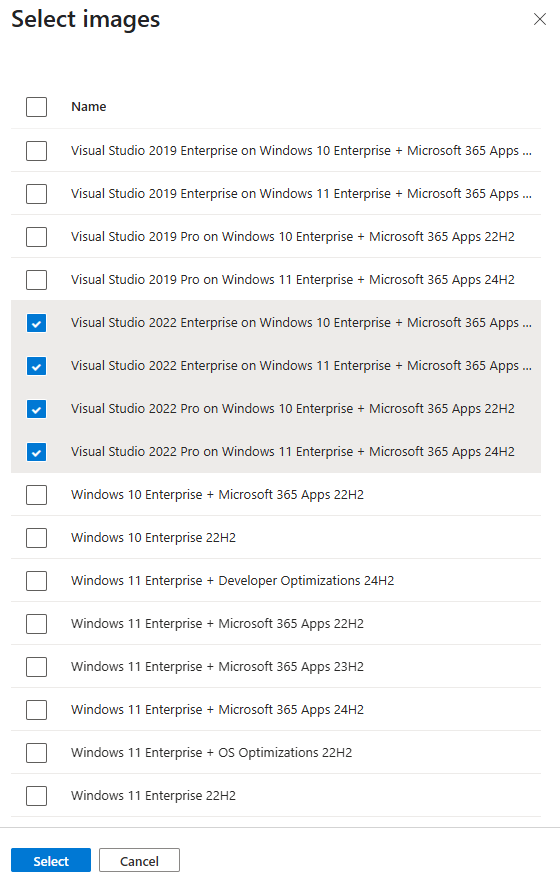 Select images
Name
Visual Studio 2019 Enterprise on Windows 10 Enterprise + Microsoft 365 Apps ...
Visual Studio 2019 Enterprise on Windows 11 Enterprise + Microsoft 365 Apps ...
Visual Studio 2019 Pro on Windows 10 Enterprise + Microsoft 365 Apps 22H2
Visual Studio 2019 Pro on Windows 11 Enterprise + Microsoft 365 Apps 24H2
Visual Studio 2022 Enterprise on Windows 10 Enterprise + Microsoft 365 Apps ...
Visual Studio 2022 Enterprise on Windows 11 Enterprise + Microsoft 365 Apps ...
Visual Studio 2022 Pro on Windows 10 Enterprise + Microsoft 365 Apps 22H2
Visual Studio 2022 Pro on Windows 11 Enterprise + Microsoft 365 Apps 24H2
Windows 10 Enterprise + Microsoft 365 Apps 22H2
Windows 10 Enterprise 22H2
Windows 11 Enterprise + Developer Optimizations 24H2
Windows 11 Enterprise + Microsoft 365 Apps 22H2
Windows 11 Enterprise + Microsoft 365 Apps 23H2
Windows 11 Enterprise + Microsoft 365 Apps 24H2
Windows 11 Enterprise + OS Optimizations 22H2
Windows 11 Enterprise 22H2
Select Cancel